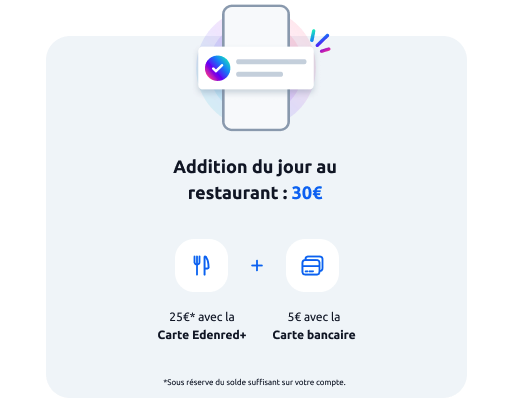 Addition du jour au
restaurant : 30€
+
25€* avec la
Carte Edenred+
5€ avec la
Carte bancaire
*Sous réserve du solde suffisant sur votre compte.